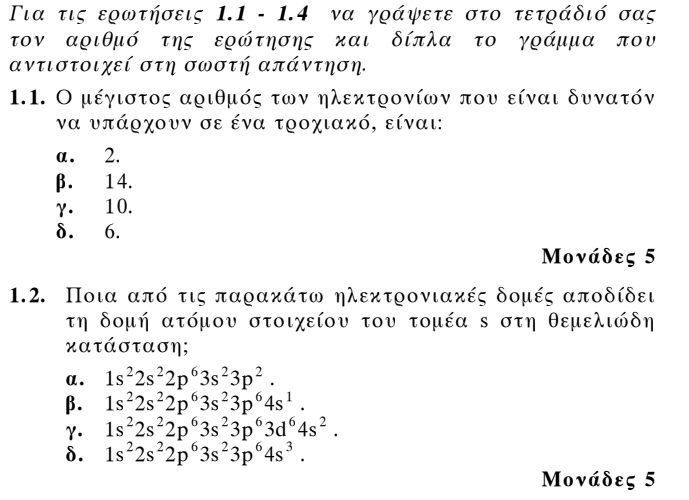 Για τις ερωτήσεις 1.1 - 1.4 να γράψετε στο τετράδιό σας
τον αριθμό της ερώτησης και δίπλα το γράμμα που
αντιστοιχεί στη σωστή απάντηση.
1.1. Ο μέγιστος αριθμός των ηλεκτρονίων που είναι δυνατόν
να υπάρχουν σε ένα τροχιακό, είναι:
α. 2.
β. 14.
γ. 10.
δ. 6.
Μονάδες 5
1.2. Ποια από τις παρακάτω ηλεκτρονιακές δομές αποδίδει
τη δομή ατόμου στοιχείου του τομέα s στη θεμελιώδη
κατάσταση;
α. 1s²2s²2p⁶3s²3p² .
β. 1s²2s²2p⁶3s²3p⁶4s¹ .
γ. 1s²2s²2p⁶3s²3p⁶3d⁶4s² .
δ. 1s²2s²2p⁶3s²3p⁶4s³ .
Μονάδες 5